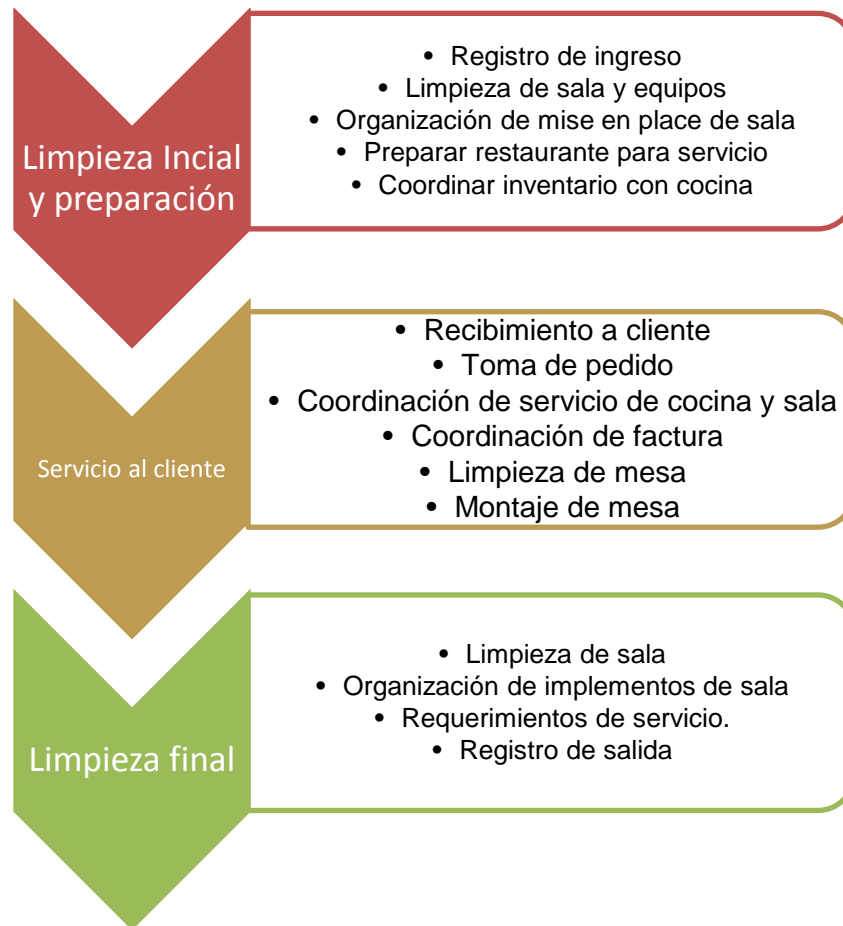 Limpieza Incial
y preparación
• Registro de ingreso
• Limpieza de sala y equipos
• Organización de mise en place de sala
• Preparar restaurante para servicio
• Coordinar inventario con cocina
Servicio al cliente
• Recibimiento a cliente
• Toma de pedido
• Coordinación de servicio de cocina y sala
• Coordinación de factura
• Limpieza de mesa
• Montaje de mesa
Limpieza final
• Limpieza de sala
• Organización de implementos de sala
• Requerimientos de servicio.
• Registro de salida